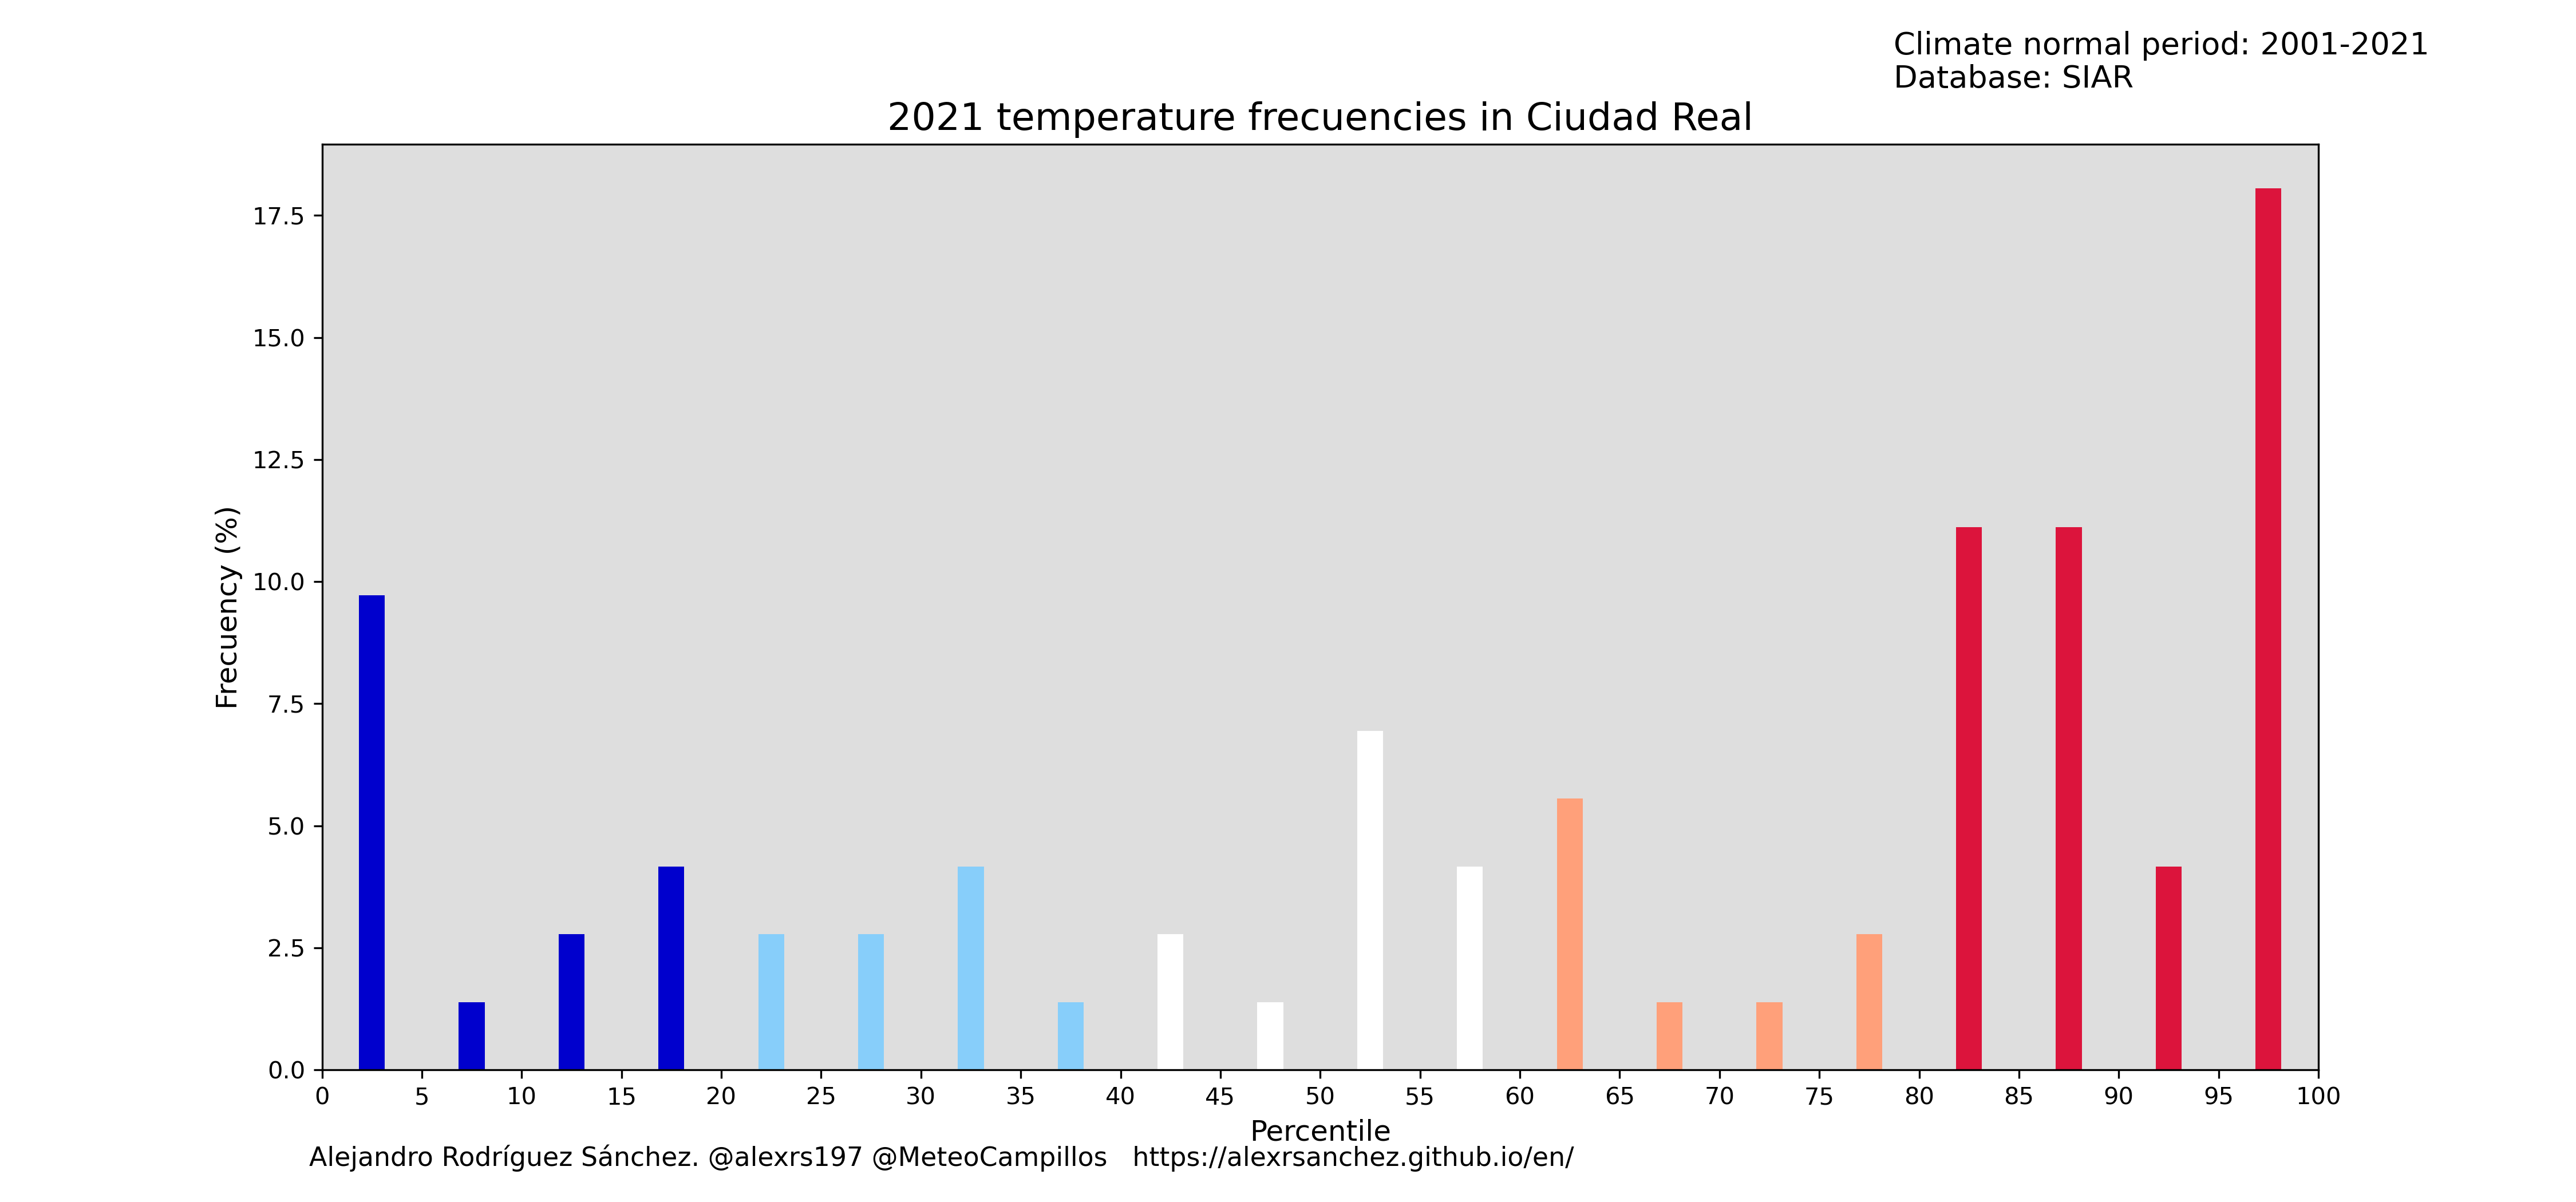 Climate normal period: 2001-2021
Database: SIAR
2021 temperature frecuencies in Ciudad Real
Frecuency (%)
17.5
15.0
12.5
10.0
7.5
5.0
2.5
0.0
0 5 10 15 20 25 30 35 40 45 50 55 60 65 70 75 80 85 90 95 100
Percentile
Alejandro Rodríguez Sánchez. @alexrs197 @MeteoCampillos https://alexrsanchez.github.io/en/